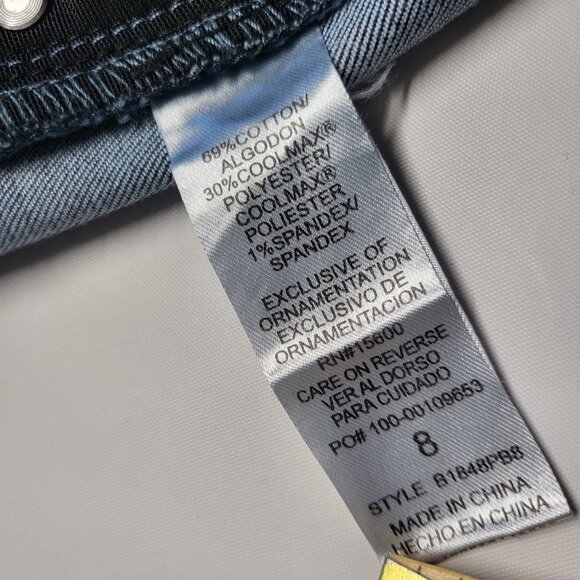 69%COTTON/
ALGODON
30%COOLMAX®
POLYESTER/
COOLMAX®
POLIESTER
1%SPANDEX/
SPANDEX
EXCLUSIVE OF
ORNAMENTATION
EXCLUSIVO DE
ORNAMENTACION
RN#15600
CARE ON REVERSE
VER AL DORSO
PARA CUIDADO
PO# 100-00109653
8
STYLE B1848PB8
MADE IN CHINA
HECHO EN CHINA